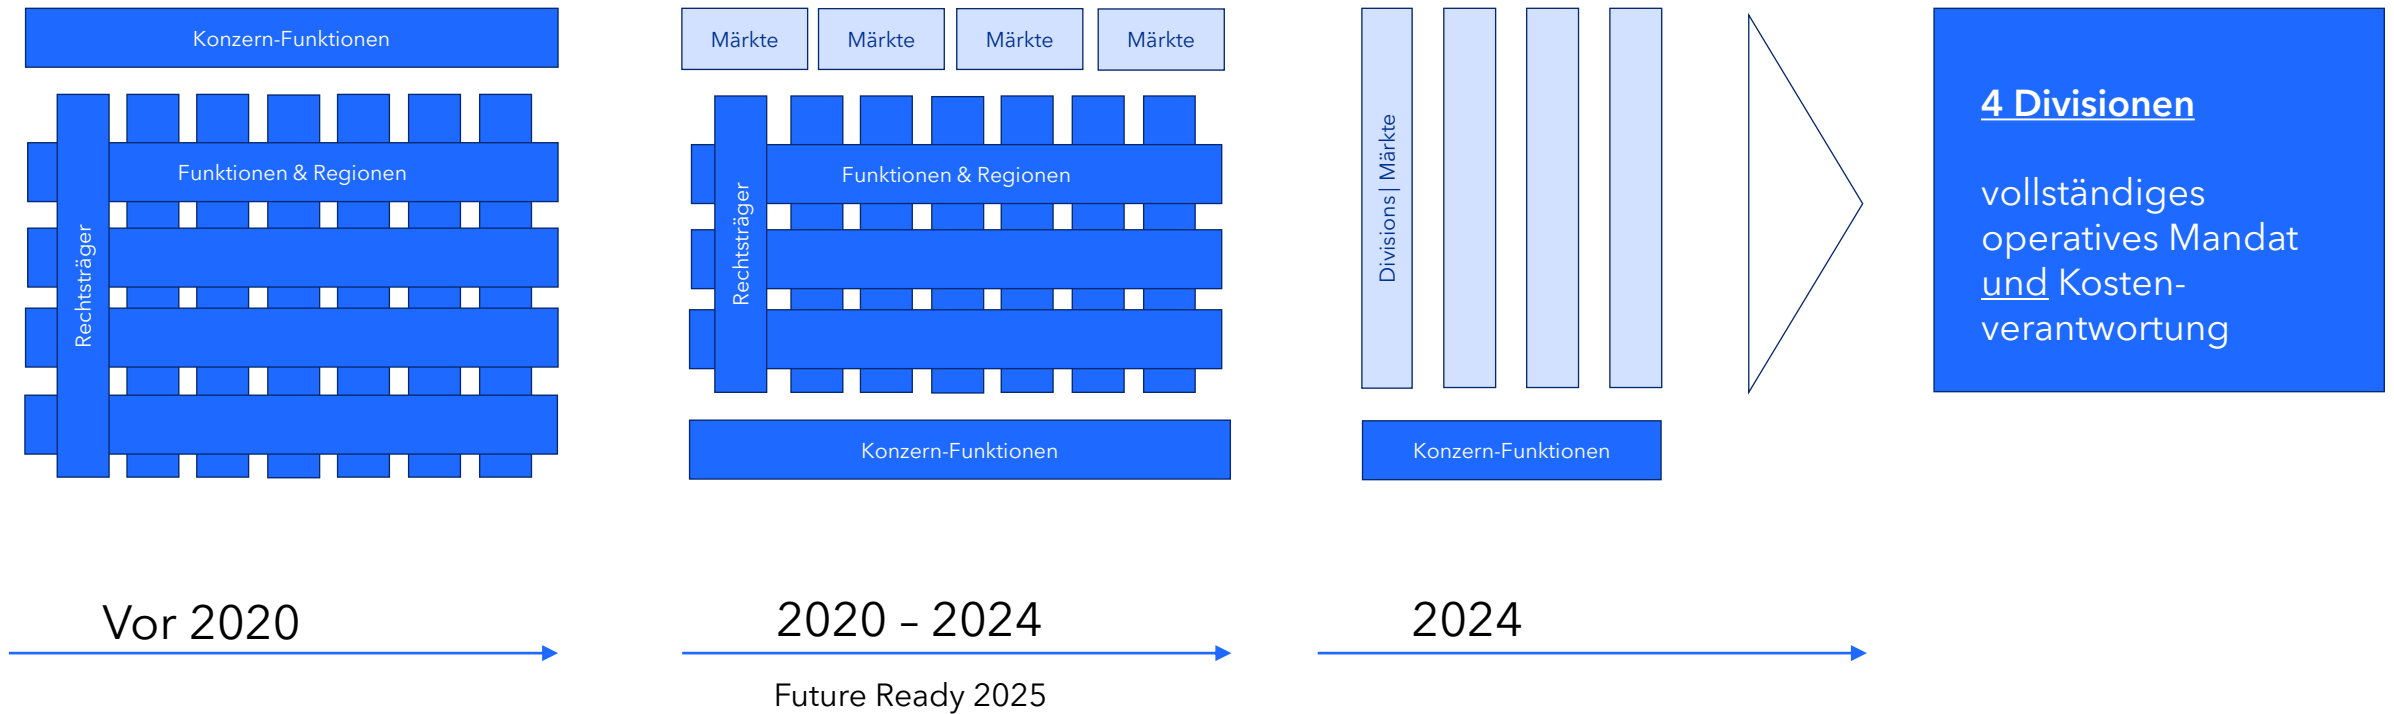 Konzern-Funktionen
Funktionen & Regionen
Rechtsträger
Vor 2020
Märkte
Märkte
Märkte
Märkte
Funktionen & Regionen
Rechtsträger
Konzern-Funktionen
2020 – 2024
Future Ready 2025
Divisions | Märkte
Konzern-Funktionen
2024
4 Divisionen
vollständiges
operatives Mandat
und Kosten-
verantwortung